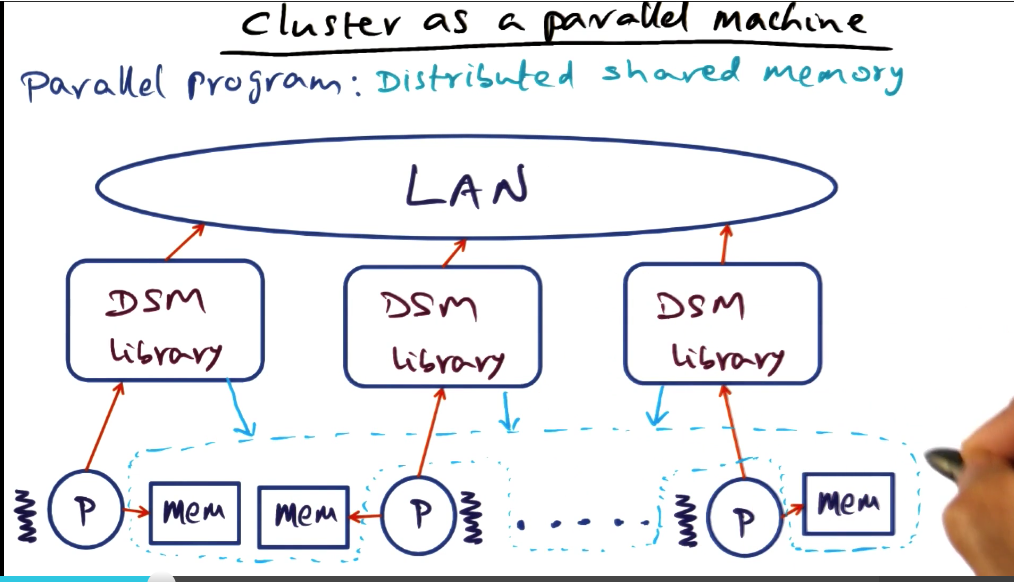 Cluster as a parallel machine
Parallel program: Distributed shared memory
LAN
DSM
library
DSM
library
DSM
library
P
mem
mem
P
P
mem